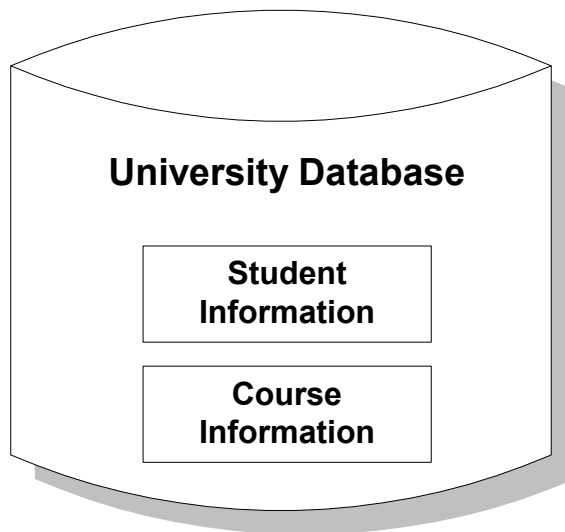 University Database
Student
Information
Course
Information